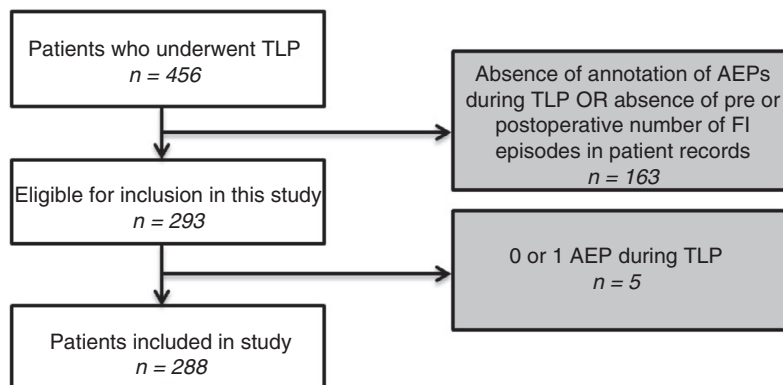 Patients who underwent TLP
n = 456
Absence of annotation of AEPs
during TLP OR absence of pre or
postoperative number of FI
episodes in patient records
n = 163
Eligible for inclusion in this study
n = 293
0 or 1 AEP during TLP
n = 5
Patients included in study
n = 288